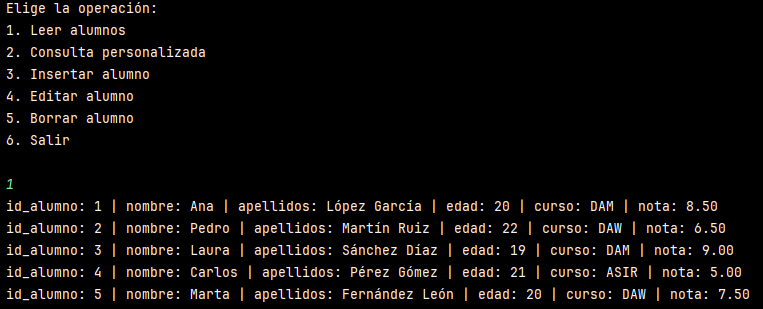 Elige la operación:
1. Leer alumnos
2. Consulta personalizada
3. Insertar alumno
4. Editar alumno
5. Borrar alumno
6. Salir
1
id_alumno: 1 | nombre: Ana | apellidos: López García | edad: 20 | curso: DAM | nota: 8.50
id_alumno: 2 | nombre: Pedro | apellidos: Martín Ruiz | edad: 22 | curso: DAW | nota: 6.50
id_alumno: 3 | nombre: Laura | apellidos: Sánchez Díaz | edad: 19 | curso: DAM | nota: 9.00
id_alumno: 4 | nombre: Carlos | apellidos: Pérez Gómez | edad: 21 | curso: ASIR | nota: 5.00
id_alumno: 5 | nombre: Marta | apellidos: Fernández León | edad: 20 | curso: DAW | nota: 7.50